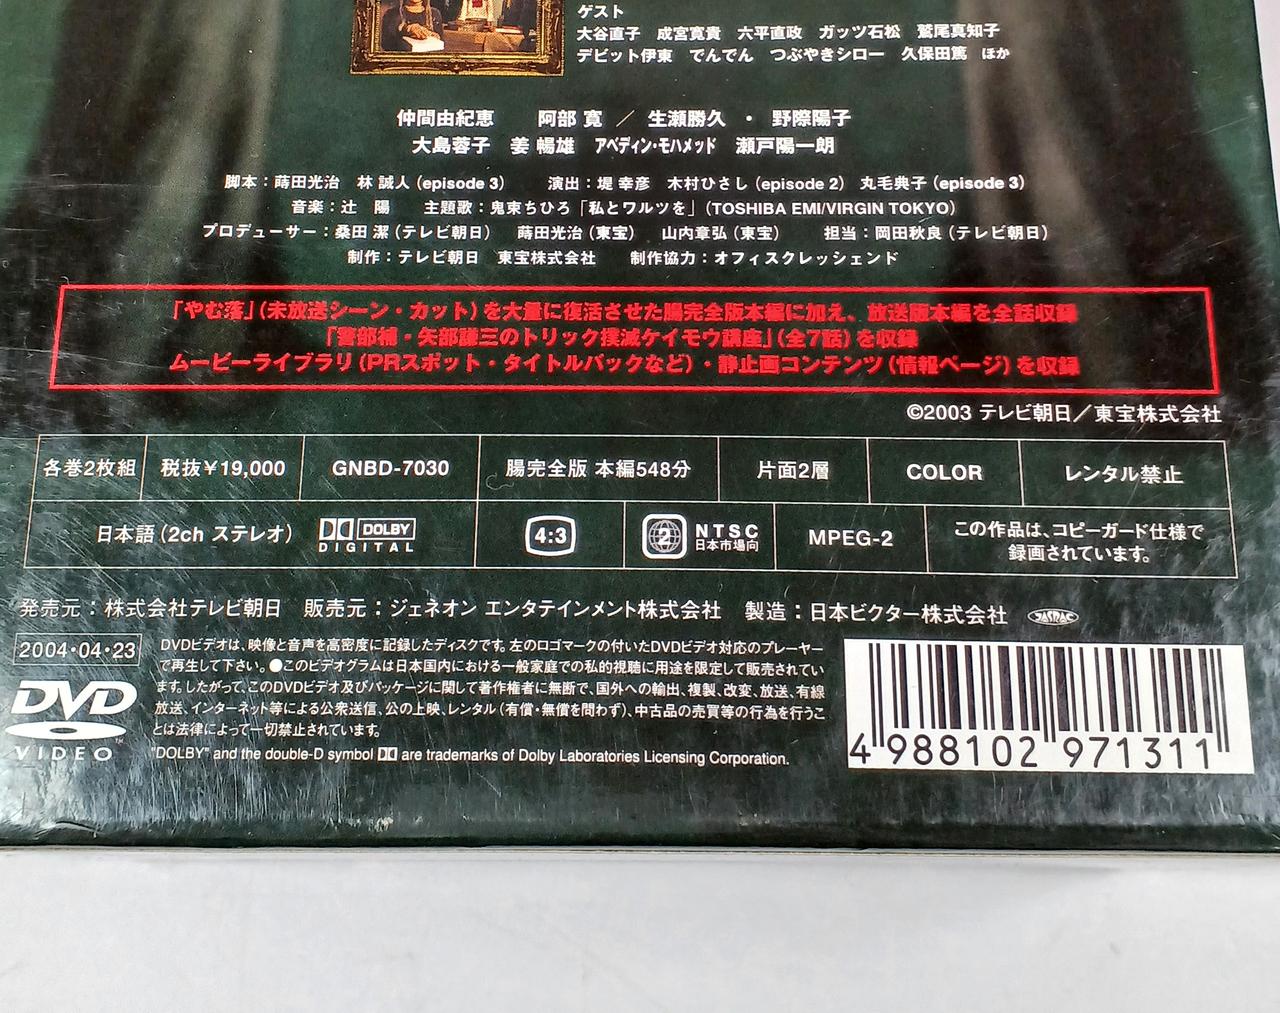 ゲスト
大谷直子　成宮寛貴　六平直政　ガッツ石松　鷲尾真知子
デビット伊東　でんでん　つぶやきシロー　久保田篤　ほか
仲間由紀恵　阿部 寛 ／ 生瀬勝久 ・ 野際陽子
大島蓉子　姜 暢雄　アベディン・モハメッド　瀬戸陽一朗
脚本：蒔田光治　林 誠人（episode 3）　演出：堤 幸彦　木村ひさし（episode 2）　丸毛典子（episode 3）
音楽：辻 陽　主題歌：鬼束ちひろ「私とワルツを」（TOSHIBA EMI/VIRGIN TOKYO）
プロデューサー：桑田 潔（テレビ朝日）　蒔田光治（東宝）　山内章弘（東宝）　担当：岡田秋良（テレビ朝日）
制作：テレビ朝日　東宝株式会社　制作協力：オフィスクレッシェンド
「やむ落」（未放送シーン・カット）を大量に復活させた腸完全版本編に加え、放送版本編を全話収録
「警部補・矢部謙三のトリック撲滅ケイモウ講座」（全7話）を収録
ムービーライブラリ（PRスポット・タイトルバックなど）・静止画コンテンツ（情報ページ）を収録
©2003 テレビ朝日／東宝株式会社
各巻2枚組　税抜￥19,000　GNBD-7030　腸完全版 本編548分　片面2層　COLOR　レンタル禁止
日本語（2ch ステレオ）　DOLBY DIGITAL　4:3　2　NTSC 日本市場向　MPEG-2　この作品は、コピーガード仕様で
録画されています。
発売元：株式会社テレビ朝日　販売元：ジェネオン エンタテインメント株式会社　製造：日本ビクター株式会社　JASRAC
2004・04・23
DVD VIDEO™
DVDビデオは、映像と音声を高密度に記録したディスクです。左のロゴマークの付いたDVDビデオ対応のプレーヤー
で再生して下さい。●このビデオグラムは日本国内における一般家庭での私的視聴に用途を限定して販売されてい
ます。したがって、このDVDビデオ及びパッケージに関して著作権者に無断で、国外への輸出、複製、改変、放送、有線
放送、インターネット等による公衆送信、公の上映、レンタル（有償・無償を問わず）、中古品の売買等の行為を行うこ
とは法律によって一切禁止されています。
"DOLBY" and the double-D symbol are trademarks of Dolby Laboratories Licensing Corporation.
4 988102 971311